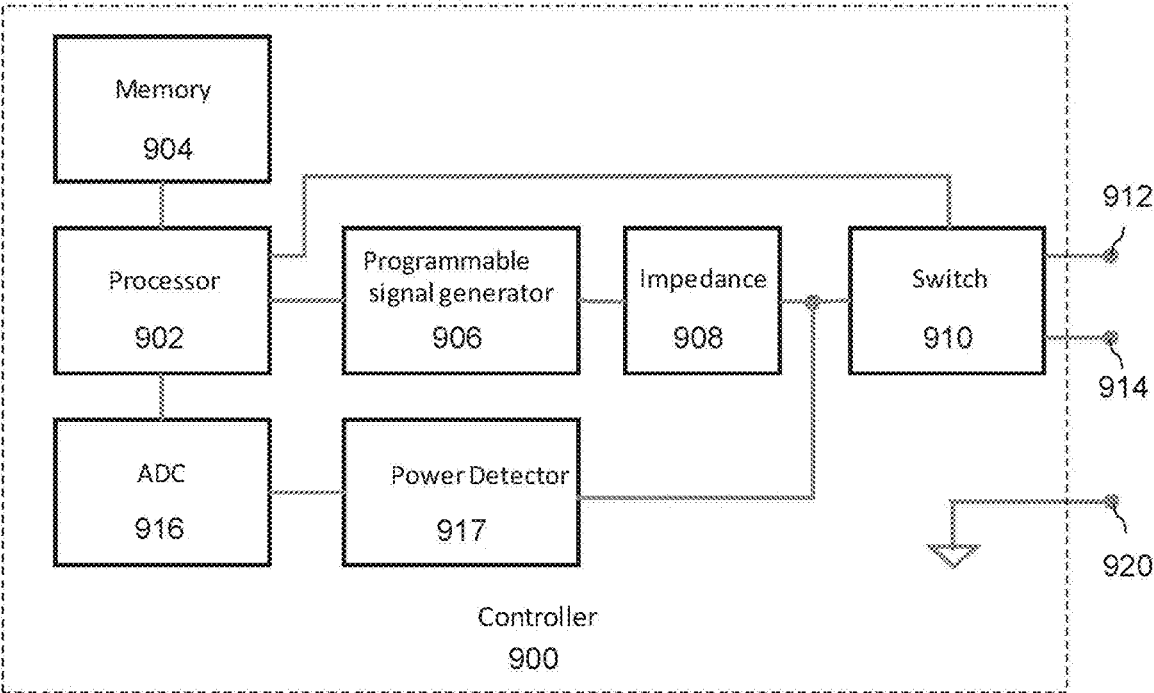 Memory
904
912
Processor
902
Programmable
signal generator
906
Impedance
908
Switch
910
914
ADC
916
Power Detector
917
920
Controller
900